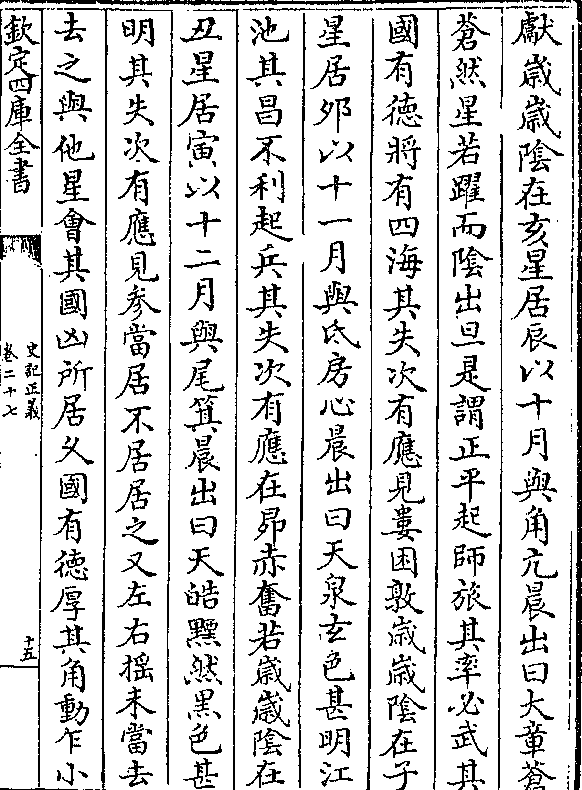 獻歲歲陰在亥星居辰以十月與角亢晨出曰大章蒼
蒼然星若躍而陰出旦是謂正平起師旅其率必武其
國有德將有四海其失次有應見婁困敦歲歲陰在子
星居夘以十一月與氐房心晨出曰天泉玄色甚明江
池其昌不利起兵其失次有應在昴赤奮若歲歲陰在
丑星居寅以十二月與尾箕晨出曰天皓黫然黑色甚
明其失次有應見參當居不居居之又左右搖未當去
去之與他星會其國凶所居久國有德厚其角動乍小
欽定四庫全書
史記正義
卷二十七
十五